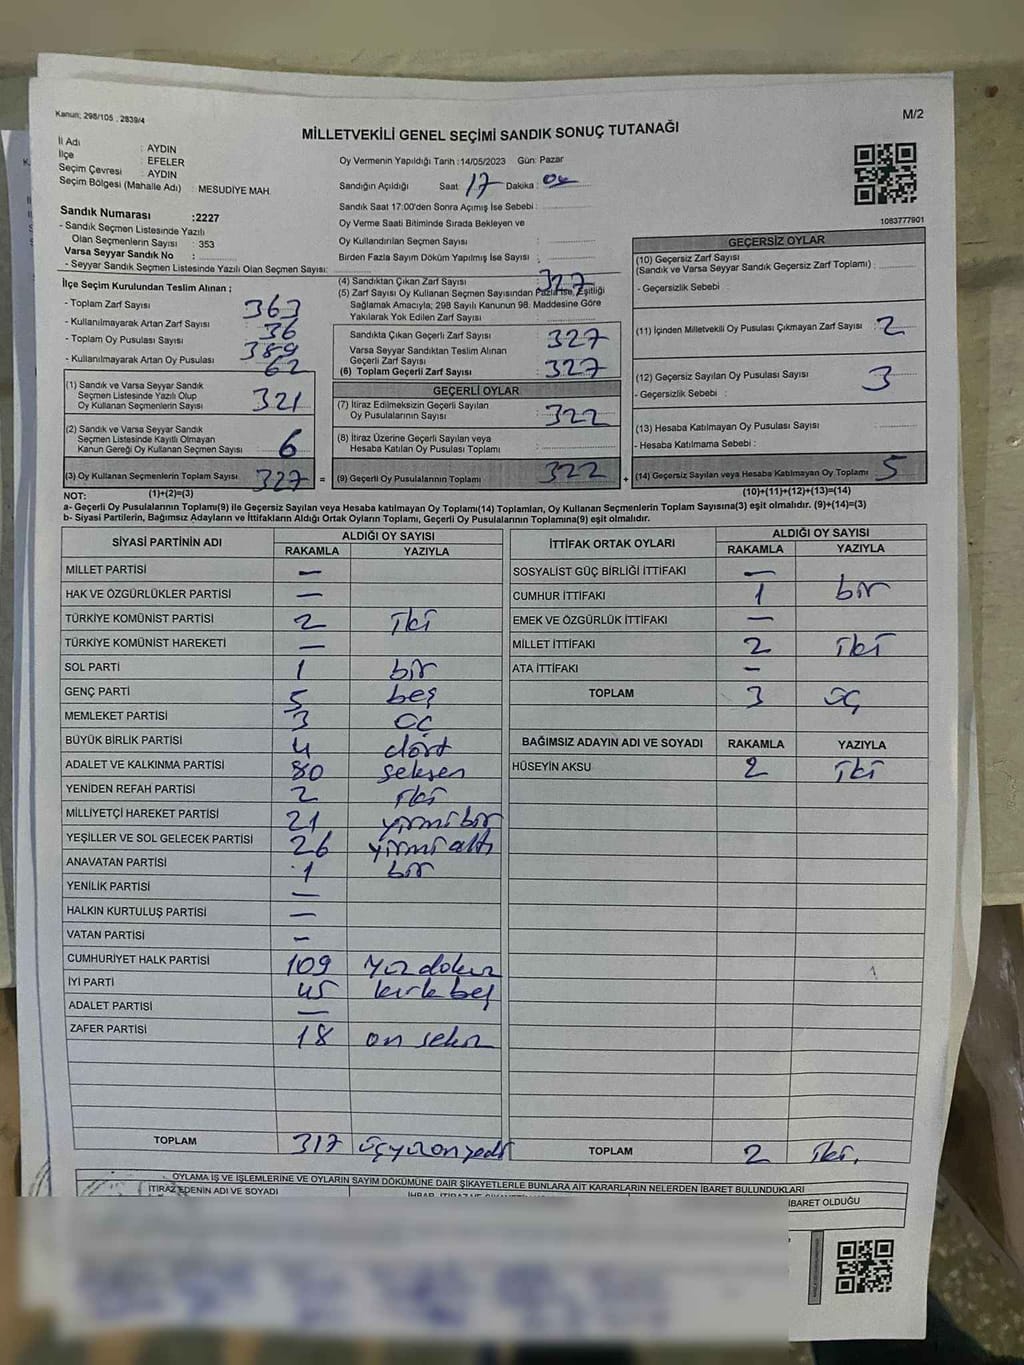 Kanun; 298/105 , 2839/4
M/2
MİLLETVEKİLİ GENEL SEÇİMİ SANDIK SONUÇ TUTANAĞI
İl Adı : AYDIN
İlçe : EFELER
Seçim Çevresi : AYDIN
Seçim Bölgesi (Mahalle Adı) : MESUDİYE MAH.
Sandık Numarası :2227
- Sandık Seçmen Listesinde Yazılı
Olan Seçmenlerin Sayısı : 353
Varsa Seyyar Sandık No :
- Seyyar Sandık Seçmen Listesinde Yazılı Olan Seçmen Sayısı:
Oy Vermenin Yapıldığı Tarih :14/05/2023 Gün: Pazar
Sandığın Açıldığı Saat: 17 Dakika :
Sandık Saat 17:00'den Sonra Açımış İse Sebebi :
Oy Verme Saati Bitiminde Sırada Bekleyen ve
Oy Kullandırılan Seçmen Sayısı :
Birden Fazla Sayım Döküm Yapılmış İse Sayısı :
1083777901
İlçe Seçim Kurulundan Teslim Alınan ;
- Toplam Zarf Sayısı 363
- Kullanılmayarak Artan Zarf Sayısı 36
- Toplam Oy Pusulası Sayısı 389
- Kullanılmayarak Artan Oy Pusulası 62
(1) Sandık ve Varsa Seyyar Sandık
Seçmen Listesinde Yazılı Olup
Oy Kullanan Seçmenlerin Sayısı 321
(2) Sandık ve Varsa Seyyar Sandık
Seçmen Listesinde Kayıtlı Olmayan
Kanun Gereği Oy Kullanan Seçmen Sayısı 6
(3) Oy Kullanan Seçmenlerin Toplam Sayısı 327 =
(1)+(2)=(3)
(4) Sandıktan Çıkan Zarf Sayısı : 327
(5) Zarf Sayısı Oy Kullanan Seçmen Sayısından Fazla İse, Eşitliği
Sağlamak Amacıyla; 298 Sayılı Kanunun 98. Maddesine Göre
Yakılarak Yok Edilen Zarf Sayısı :
Sandıkta Çıkan Geçerli Zarf Sayısı : 327
Varsa Seyyar Sandıktan Teslim Alınan
Geçerli Zarf Sayısı :
(6) Toplam Geçerli Zarf Sayısı : 327
GEÇERLİ OYLAR
(7) İtiraz Edilmeksizin Geçerli Sayılan
Oy Pusulalarının Sayısı : 322
(8) İtiraz Üzerine Geçerli Sayılan veya
Hesaba Katılan Oy Pusulası Toplamı :
(9) Geçerli Oy Pusulalarının Toplamı : 322 +
GEÇERSİZ OYLAR
(10) Geçersiz Zarf Sayısı
(Sandık ve Varsa Seyyar Sandık Geçersiz Zarf Toplamı) :
- Geçersizlik Sebebi :
(11) İçinden Milletvekili Oy Pusulası Çıkmayan Zarf Sayısı : 2
(12) Geçersiz Sayılan Oy Pusulası Sayısı : 3
- Geçersizlik Sebebi :
(13) Hesaba Katılmayan Oy Pusulası Sayısı :
- Hesaba Katılmama Sebebi :
(14) Geçersiz Sayılan veya Hesaba Katılmayan Oy Toplamı : 5
(10)+(11)+(12)+(13)=(14)
NOT:
a- Geçerli Oy Pusulalarının Toplamı(9) ile Geçersiz Sayılan veya Hesaba Katılmayan Oy Toplamı(14) Toplamları, Oy Kullanan Seçmenlerin Toplam Sayısına(3) eşit olmalıdır. (9)+(14)=(3)
b- Siyasi Partilerin, Bağımsız Adayların ve İttifakların Aldığı Ortak Oyların Toplamı, Geçerli Oy Pusulalarının Toplamına(9) eşit olmalıdır.
SİYASİ PARTİNİN ADI ALDIĞI OY SAYISI
RAKAMLA YAZIYLA
MİLLET PARTİSİ —
HAK VE ÖZGÜRLÜKLER PARTİSİ —
TÜRKİYE KOMÜNİST PARTİSİ 2 iki
TÜRKİYE KOMÜNİST HAREKETİ —
SOL PARTİ 1 bir
GENÇ PARTİ 5 beş
MEMLEKET PARTİSİ 3 üç
BÜYÜK BİRLİK PARTİSİ 4 dört
ADALET VE KALKINMA PARTİSİ 80 seksen
YENİDEN REFAH PARTİSİ 2 iki
MİLLİYETÇİ HAREKET PARTİSİ 21 yirmi bir
YEŞİLLER VE SOL GELECEK PARTİSİ 26 yirmi altı
ANAVATAN PARTİSİ 1 bir
YENİLİK PARTİSİ —
HALKIN KURTULUŞ PARTİSİ —
VATAN PARTİSİ —
CUMHURİYET HALK PARTİSİ 109 yüz dokuz
İYİ PARTİ 45 kırk beş
ADALET PARTİSİ —
ZAFER PARTİSİ 18 on sekiz
TOPLAM 317 üçyüzonyedi
İTTİFAK ORTAK OYLARI ALDIĞI OY SAYISI
RAKAMLA YAZIYLA
SOSYALİST GÜÇ BİRLİĞİ İTTİFAKI —
CUMHUR İTTİFAKI 1 bir
EMEK VE ÖZGÜRLÜK İTTİFAKI —
MİLLET İTTİFAKI 2 iki
ATA İTTİFAKI —
TOPLAM 3 üç
BAĞIMSIZ ADAYIN ADI VE SOYADI RAKAMLA YAZIYLA
HÜSEYİN AKSU 2 iki
TOPLAM 2 iki.
OYLAMA İŞ VE İŞLEMLERİNE VE OYLARIN SAYIM DÖKÜMÜNE DAİR ŞİKAYETLERLE BUNLARA AİT KARARLARIN NELERDEN İBARET BULUNDUKLARI
İTİRAZ EDENİN ADI VE SOYADI
İBARET OLDUĞU